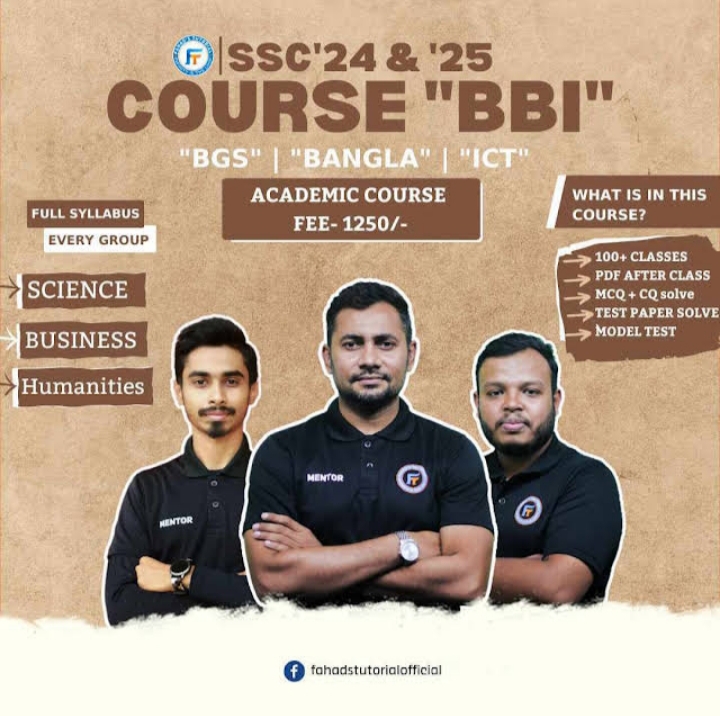 SSC'24 & '25
COURSE "BBI"
"BGS" | "BANGLA" | "ICT"
ACADEMIC COURSE
FEE- 1250/-
FULL SYLLABUS
EVERY GROUP
SCIENCE
BUSINESS
Humanities
WHAT IS IN THIS
COURSE?
100+ CLASSES
PDF AFTER CLASS
MCQ + CQ solve
TEST PAPER SOLVE
MODEL TEST
MENTOR
MENTOR
fahadstutorialofficial